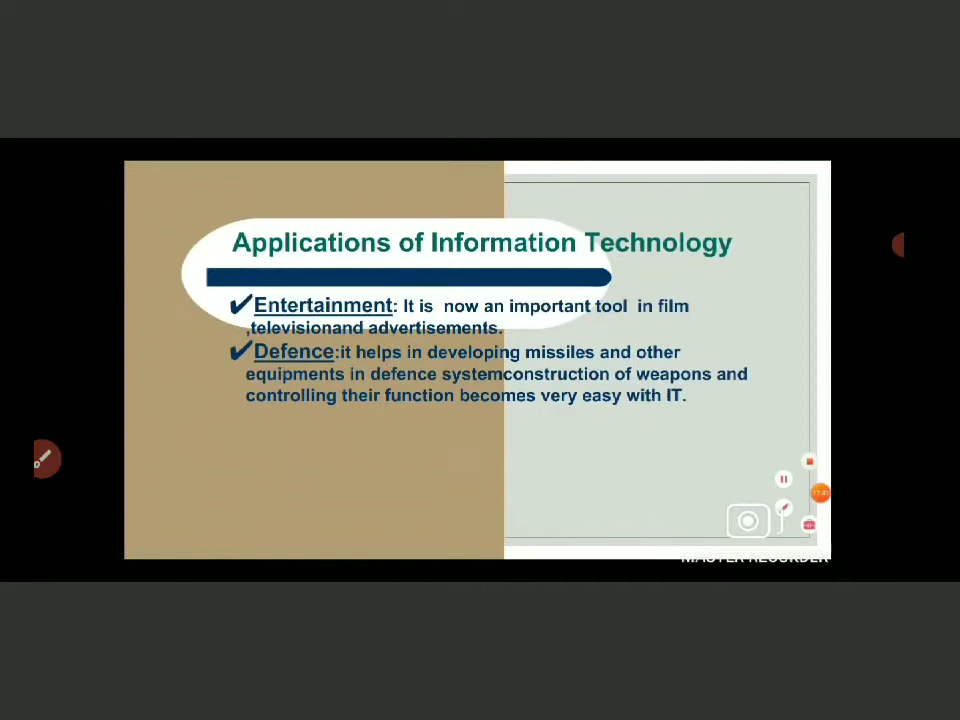 Applications of Information Technology
✔Entertainment: It is now an important tool in film
,televisionand advertisements.
✔Defence:it helps in developing missiles and other
equipments in defence systemconstruction of weapons and
controlling their function becomes very easy with IT.
MASTER RECORDER